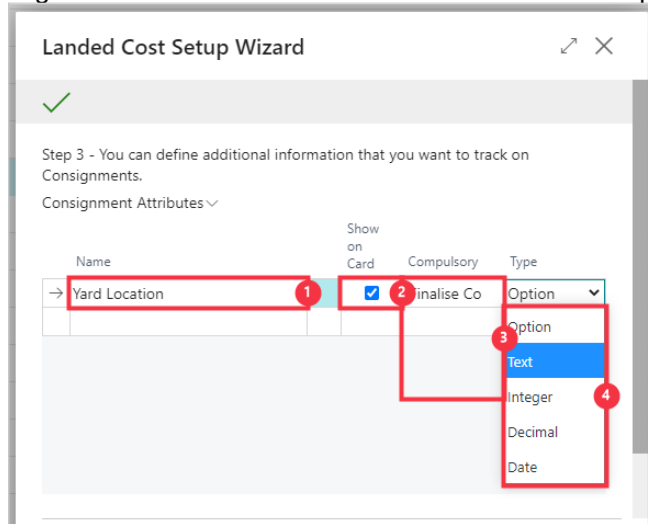 Landed Cost Setup Wizard
Step 3 - You can define additional information that you want to track on
Consignments.
Consignment Attributes
Show
on
Name Card Compulsory Type
Yard Location 1 2 Finalise Co Option
Option
3
Text
Integer 4
Decimal
Date